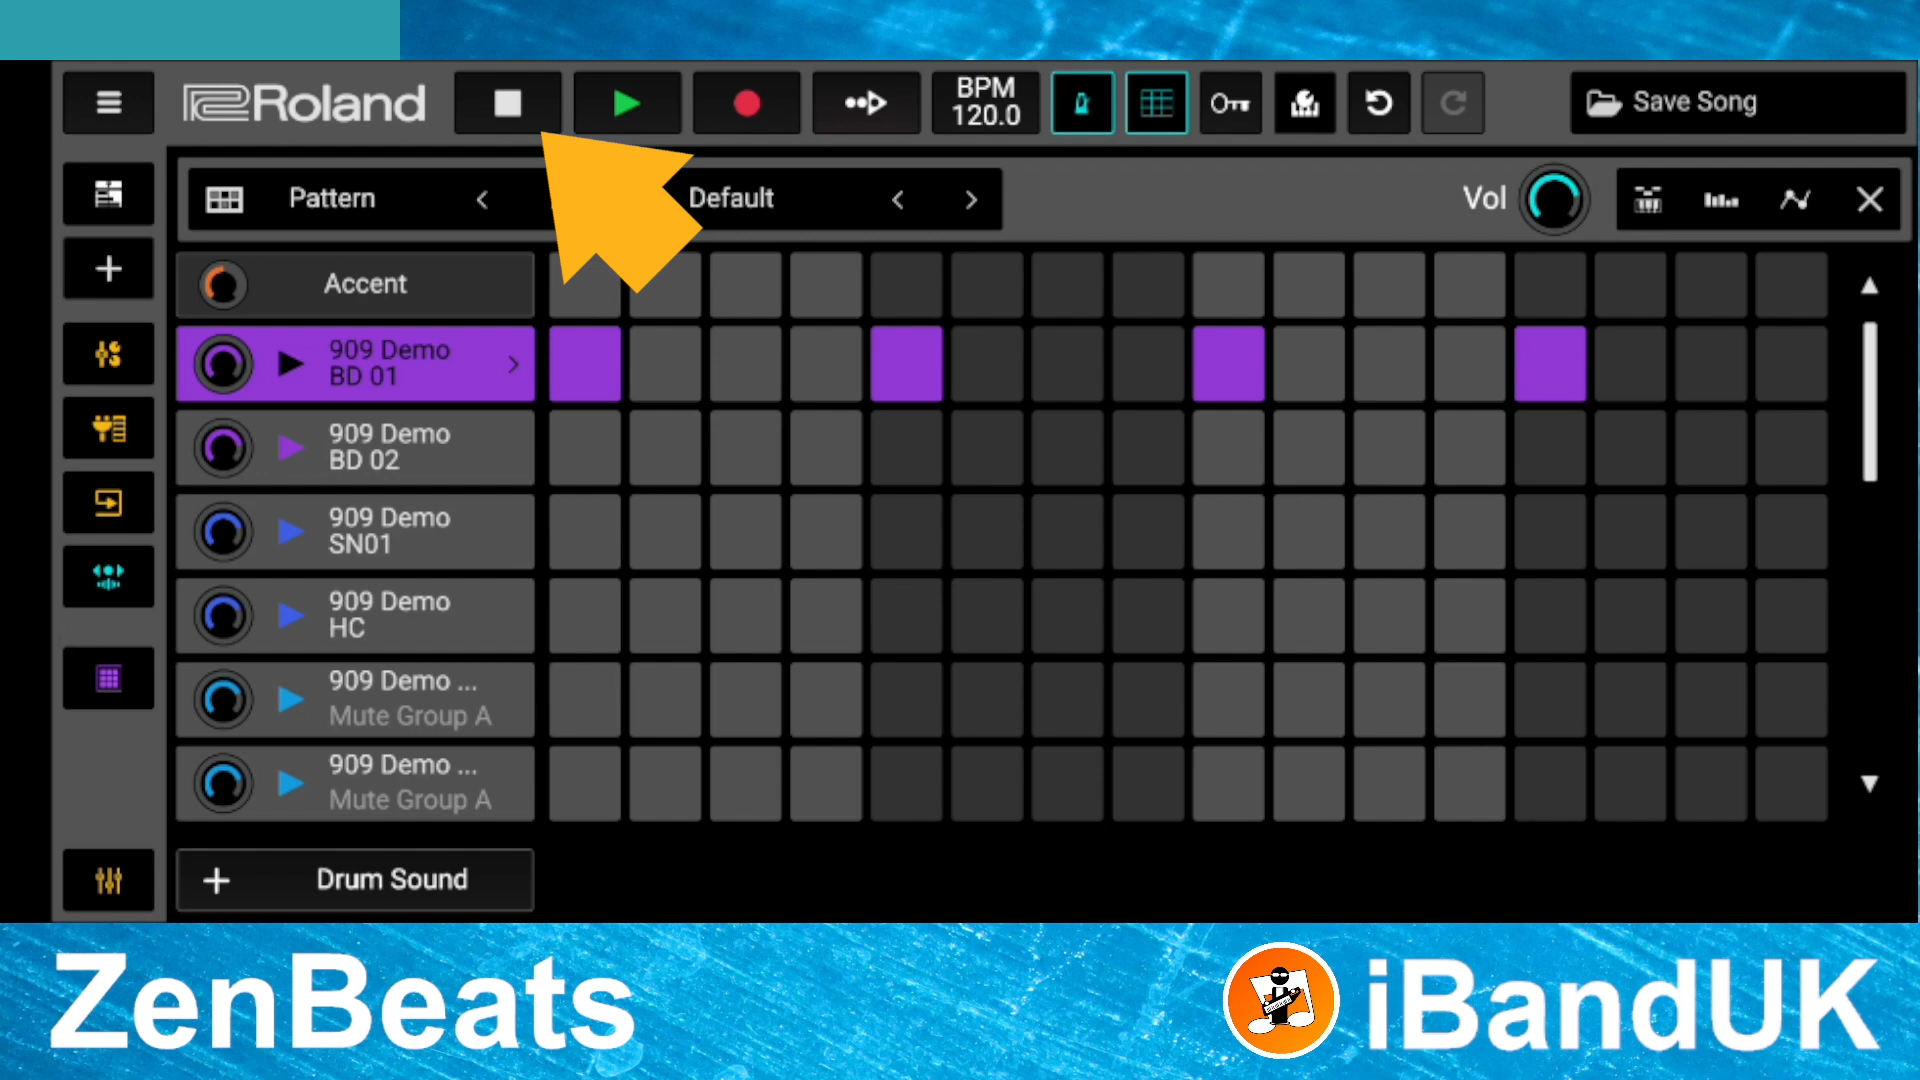 Roland
BPM
120.0
Save Song
Pattern
Default
Vol
Accent
909 Demo
BD 01
909 Demo
BD 02
909 Demo
SN01
909 Demo
HC
909 Demo ...
Mute Group A
909 Demo ...
Mute Group A
Drum Sound
ZenBeats
iBandUK